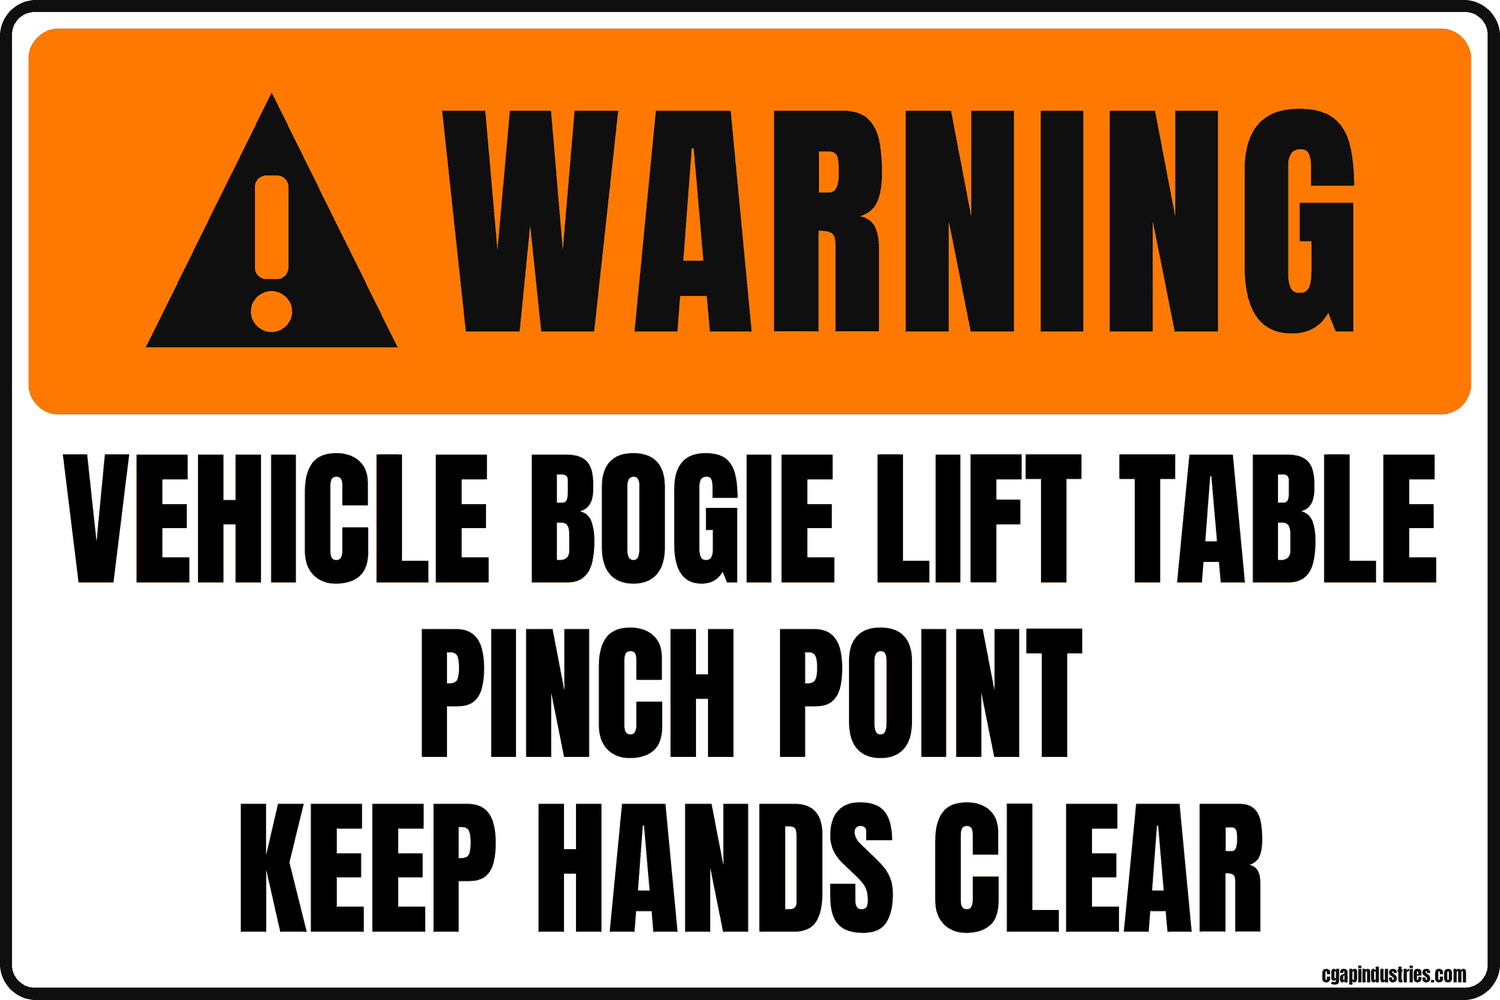 WARNING
VEHICLE BOGIE LIFT TABLE
PINCH POINT
KEEP HANDS CLEAR
cgapindustries.com